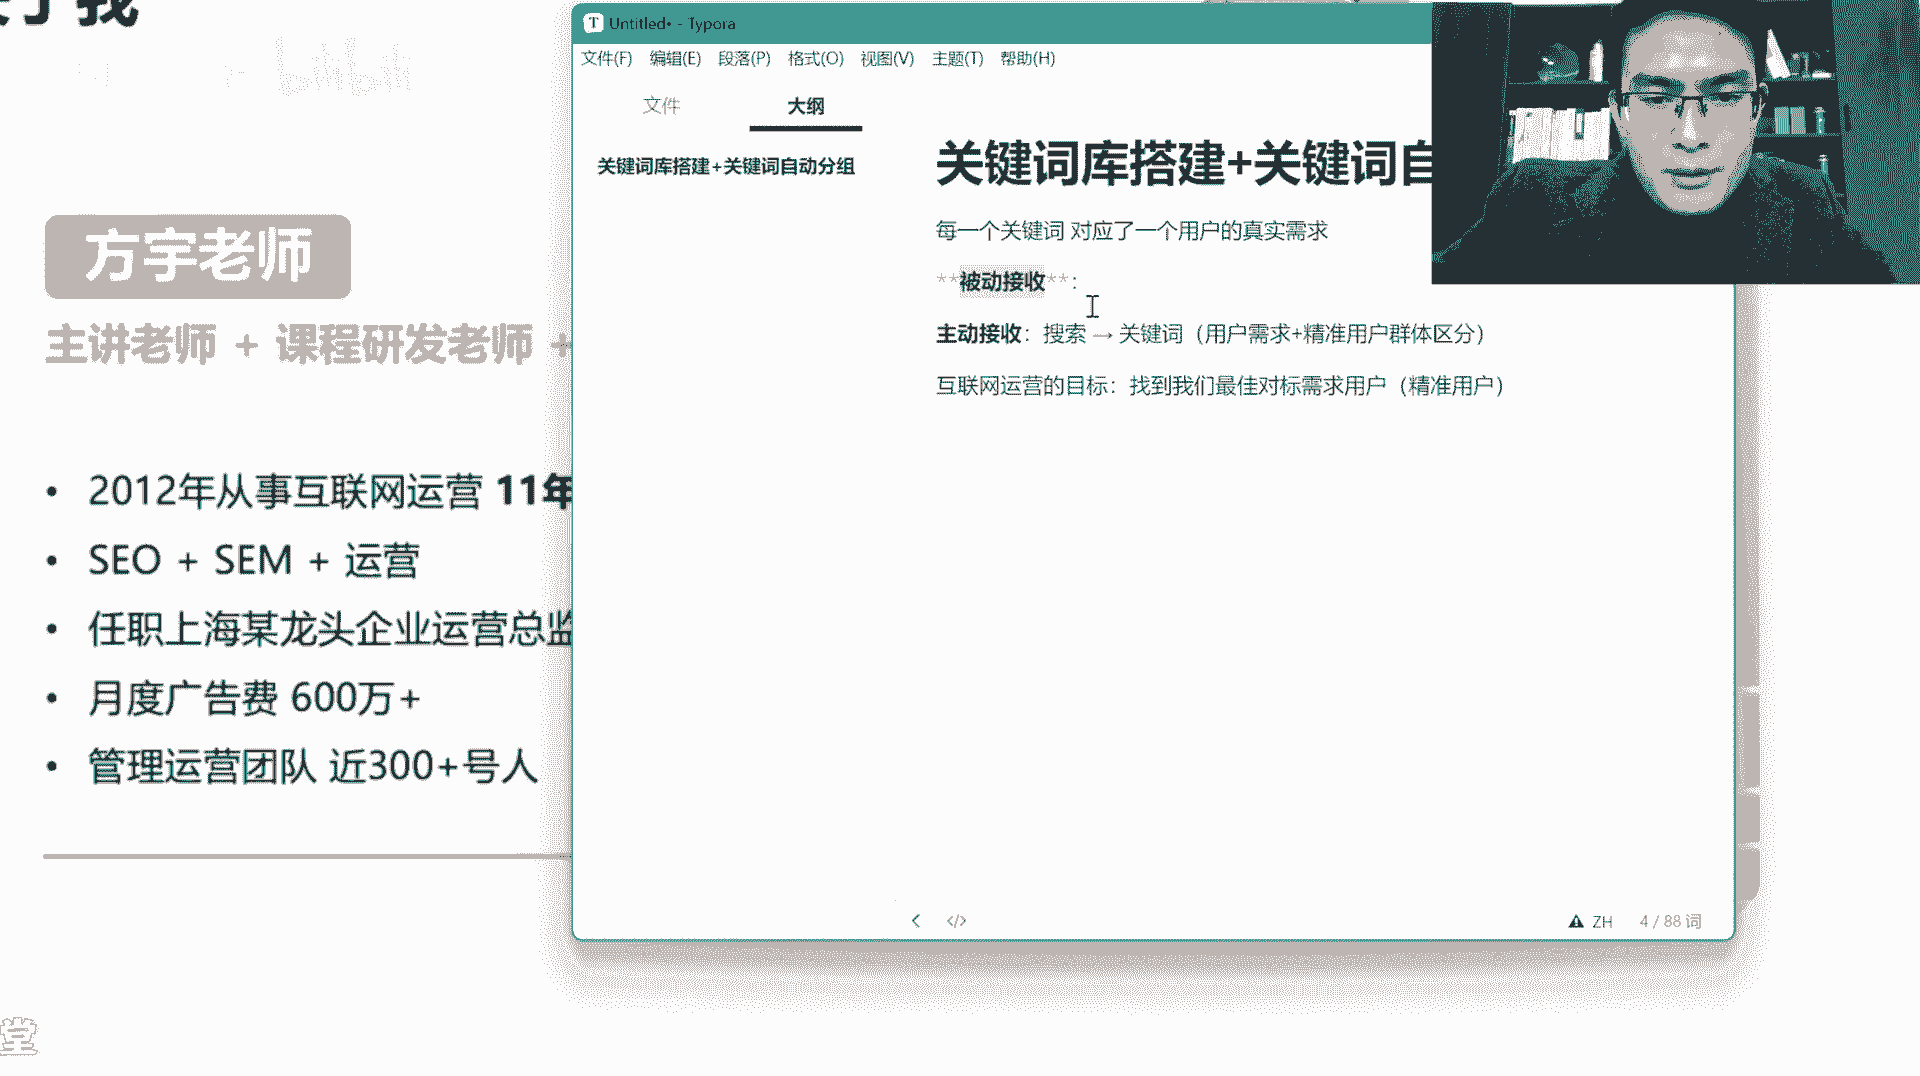 关于我
bilibili
方宇老师
主讲老师 + 课程研发老师 +
2012年从事互联网运营 11年
SEO + SEM + 运营
任职上海某龙头企业运营总监
月度广告费 600万+
管理运营团队 近300+号人
堂
Untitled• - Typora
文件(F) 编辑(E) 段落(P) 格式(O) 视图(V) 主题(T) 帮助(H)
文件 大纲
关键词库搭建+关键词自动分组
关键词库搭建+关键词自
每一个关键词 对应了一个用户的真实需求
**被动接收**：
主动接收：搜索 → 关键词（用户需求+精准用户群体区分）
互联网运营的目标：找到我们最佳对标需求用户（精准用户）
</> ZH 4 / 88 词